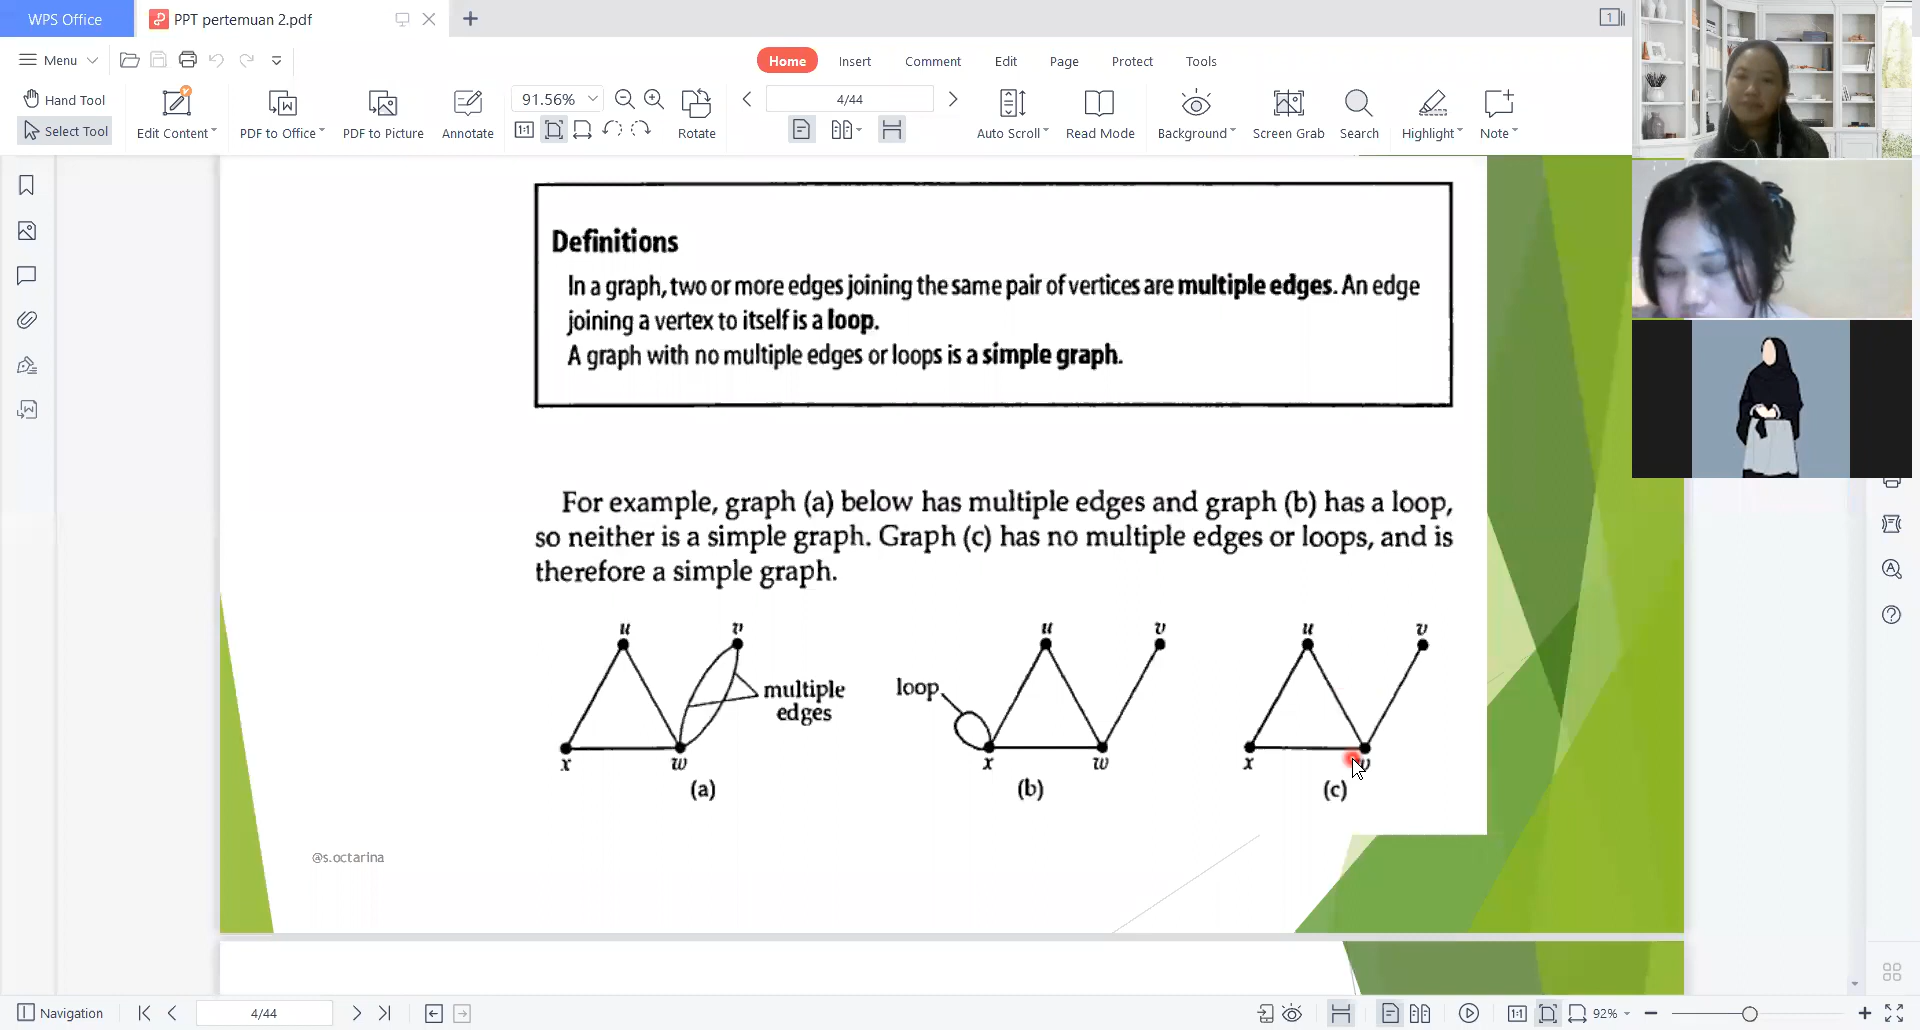 WPS Office
PPT pertemuan 2.pdf
Menu
Home Insert Comment Edit Page Protect Tools
Hand Tool
Select Tool
Edit Content
PDF to Office
PDF to Picture
Annotate
91.56%
1:1
Rotate
4/44
Auto Scroll
Read Mode
Background
Screen Grab
Search
Highlight
Note
1
Definitions
In a graph, two or more edges joining the same pair of vertices are multiple edges. An edge
joining a vertex to itself is a loop.
A graph with no multiple edges or loops is a simple graph.
For example, graph (a) below has multiple edges and graph (b) has a loop,
so neither is a simple graph. Graph (c) has no multiple edges or loops, and is
therefore a simple graph.
u v
multiple
edges
x w
(a)
u v
loop
x w
(b)
u v
x
(c)
@s.octarina
Navigation
4/44
1:1
92%